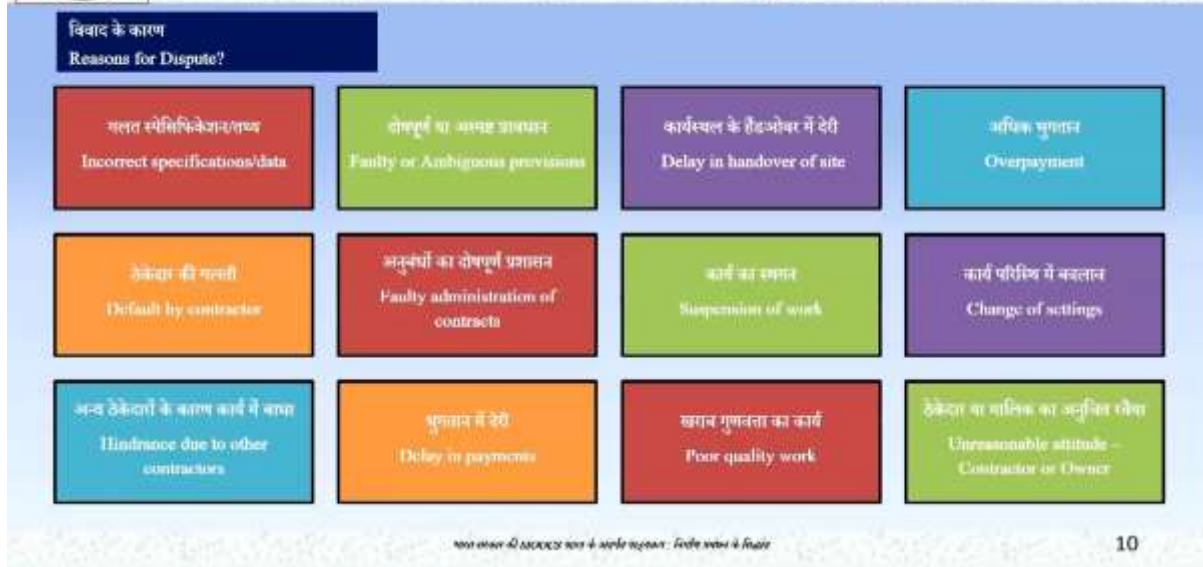 विवाद के कारण
Reasons for Dispute?
गलत स्पेसिफिकेशन/तथ्य
Incorrect specifications/data
दोषपूर्ण या अस्पष्ट प्रावधान
Faulty or Ambiguous provisions
कार्यस्थल के हैंडओवर में देरी
Delay in handover of site
अधिक भुगतान
Overpayment
ठेकेदार की गलती
Default by contractor
अनुबंधों का दोषपूर्ण प्रशासन
Faulty administration of
contracts
कार्य का स्थगन
Suspension of work
कार्य परिस्थि में बदलाव
Change of settings
अन्य ठेकेदारों के कारण कार्य में बाधा
Hindrance due to other
contractors
भुगतान में देरी
Delay in payments
खराब गुणवत्ता का कार्य
Poor quality work
ठेकेदार या मालिक का अनुचित रवैया
Unreasonable attitude –
Contractor or Owner
10